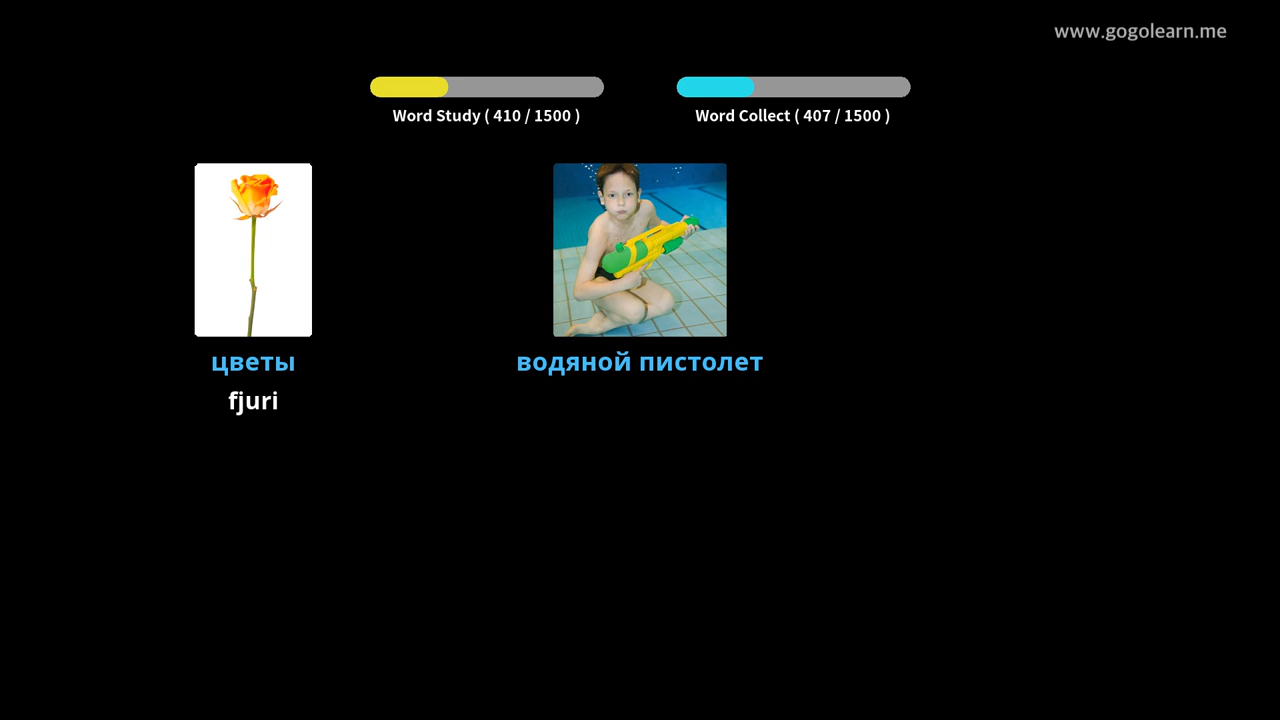 www.gogolearn.me
Word Study ( 410 / 1500 )
Word Collect ( 407 / 1500 )
цветы
водяной пистолет
fjuri